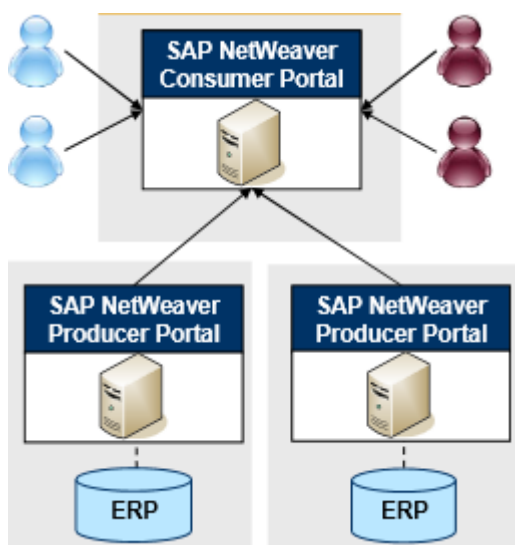 SAP NetWeaver
Consumer Portal
SAP NetWeaver
Producer Portal
SAP NetWeaver
Producer Portal
ERP
ERP